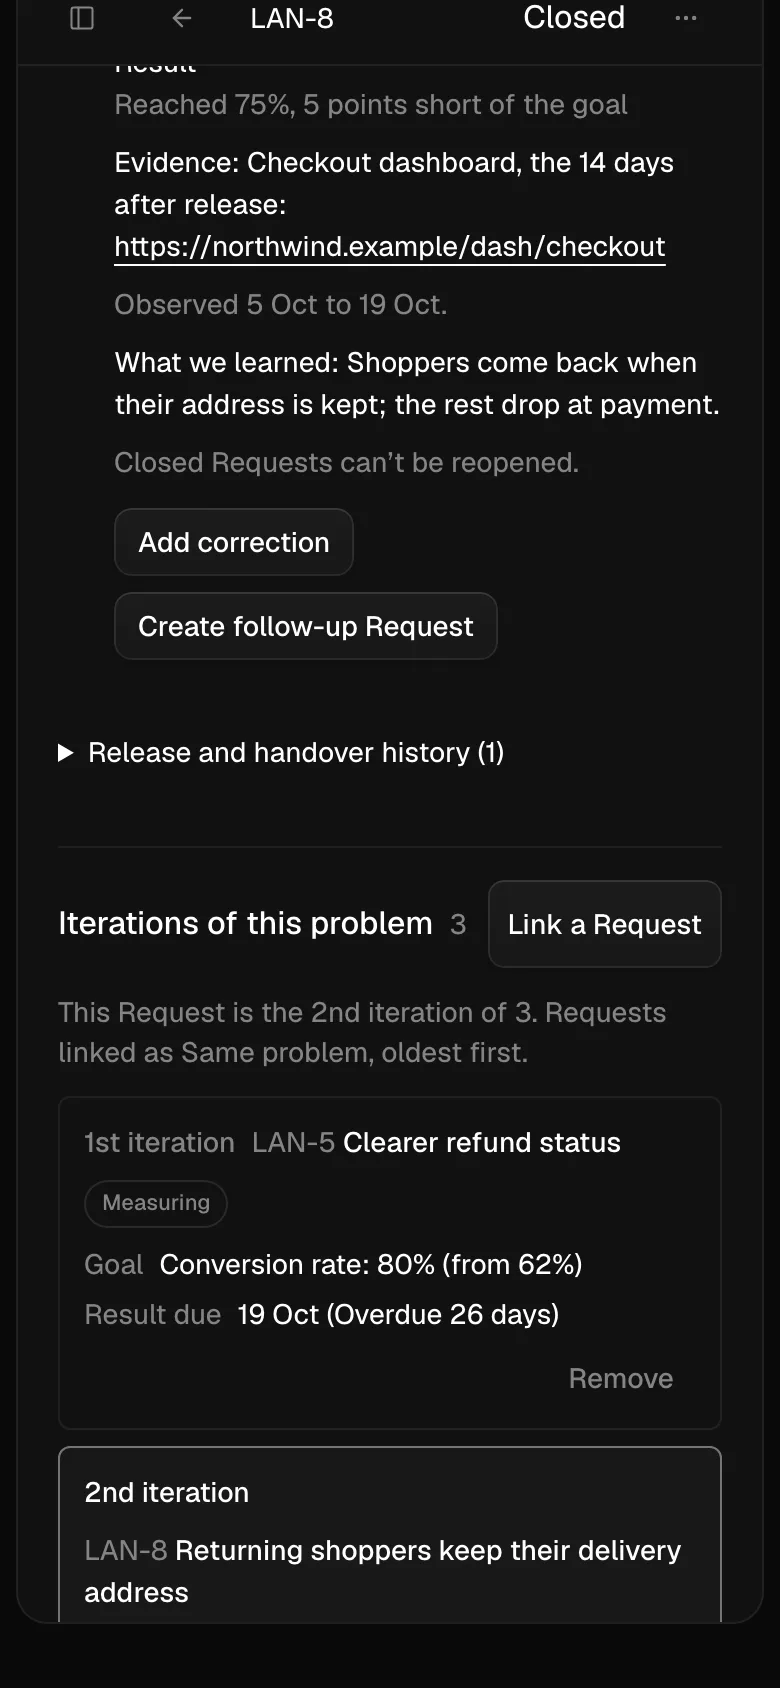 LAN-8
Closed
Result
Reached 75%, 5 points short of the goal
Evidence: Checkout dashboard, the 14 days
after release:
https://northwind.example/dash/checkout
Observed 5 Oct to 19 Oct.
What we learned: Shoppers come back when
their address is kept; the rest drop at payment.
Closed Requests can’t be reopened.
Add correction
Create follow-up Request
Release and handover history (1)
Iterations of this problem 3
Link a Request
This Request is the 2nd iteration of 3. Requests
linked as Same problem, oldest first.
1st iteration LAN-5 Clearer refund status
Measuring
Goal Conversion rate: 80% (from 62%)
Result due 19 Oct (Overdue 26 days)
Remove
2nd iteration
LAN-8 Returning shoppers keep their delivery
address